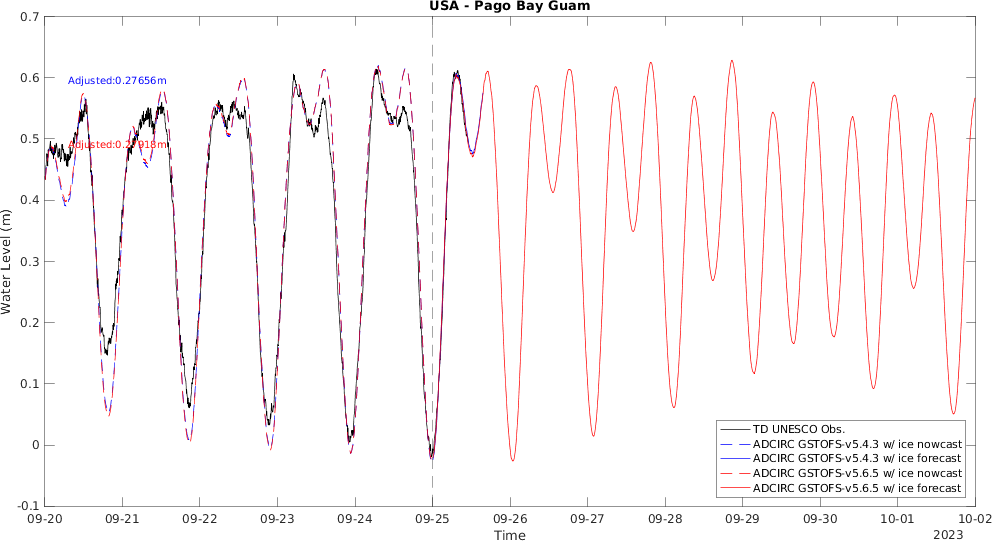 USA - Pago Bay Guam
0.7
0.6
0.5
0.4
0.3
0.2
0.1
0
-0.1
Water Level (m)
Adjusted:0.27656m
TD UNESCO Obs.
ADCIRC GSTOFS-v5.4.3 w/ ice nowcast
ADCIRC GSTOFS-v5.4.3 w/ ice forecast
ADCIRC GSTOFS-v5.6.5 w/ ice nowcast
ADCIRC GSTOFS-v5.6.5 w/ ice forecast
09-20 09-21 09-22 09-23 09-24 09-25 09-26 09-27 09-28 09-29 09-30 10-01 10-02
Time
2023